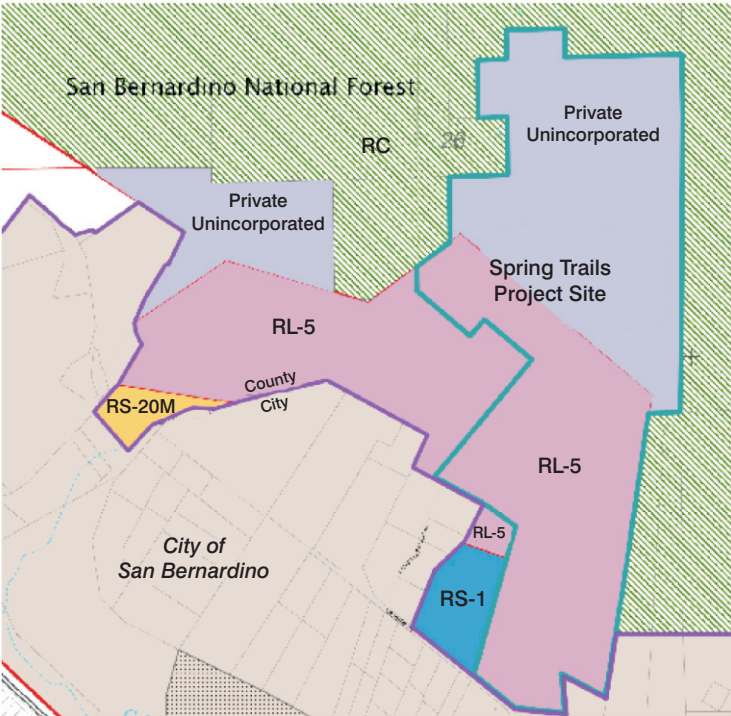 San Bernardino National Forest
RC
26
Private
Unincorporated
Private
Unincorporated
Spring Trails
Project Site
RL-5
County
City
RS-20M
RL-5
RL-5
City of
San Bernardino
RS-1